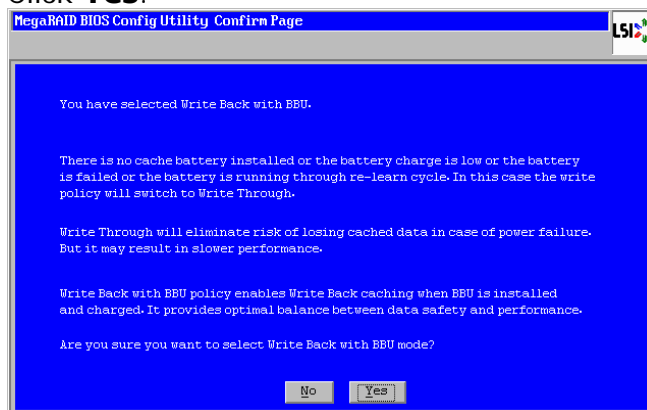 Click YES.
MegaRAID BIOS Config Utility Confirm Page
LSI
You have selected Write Back with BBU.
There is no cache battery installed or the battery charge is low or the battery
is failed or the battery is running through re-learn cycle. In this case the write
policy will switch to Write Through.
Write Through will eliminate risk of losing cached data in case of power failure.
But it may result in slower performance.
Write Back with BBU policy enables Write Back caching when BBU is installed
and charged. It provides optimal balance between data safety and performance.
Are you sure you want to select Write Back with BBU mode?
No Yes